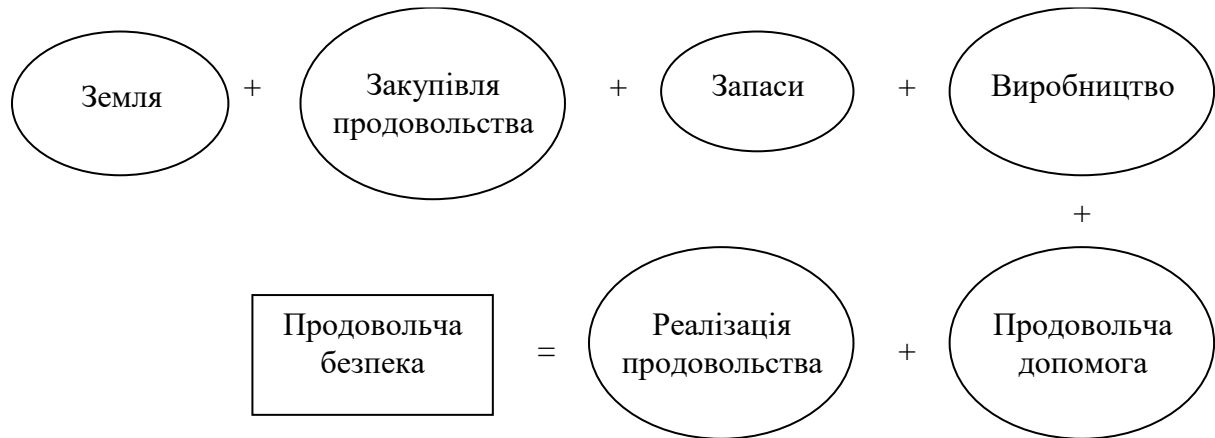 Земля + Закупівля + Запаси + Виробництво
продовольства
+
Продовольча = Реалізація + Продовольча
безпека продовольства допомога